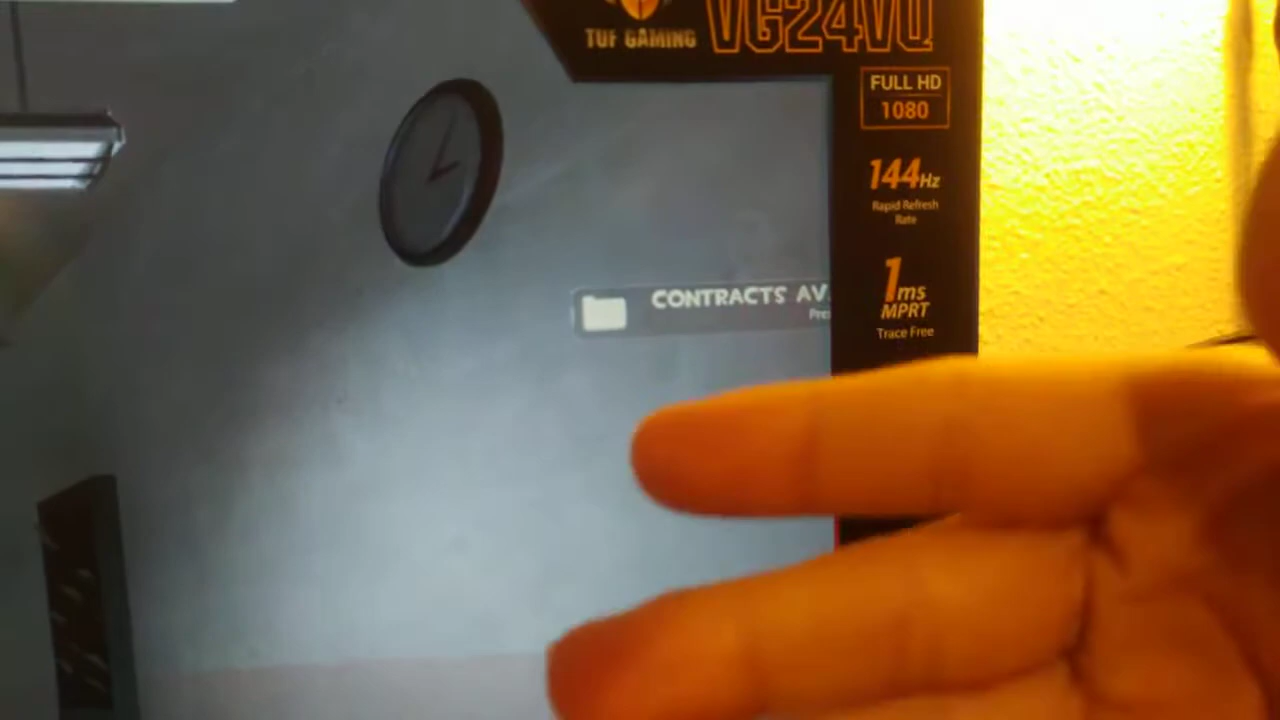 TUF GAMING
VG24VQ
FULL HD
1080
144Hz
Rapid Refresh
Rate
CONTRACTS AV
1ms
MPRT
Trace Free